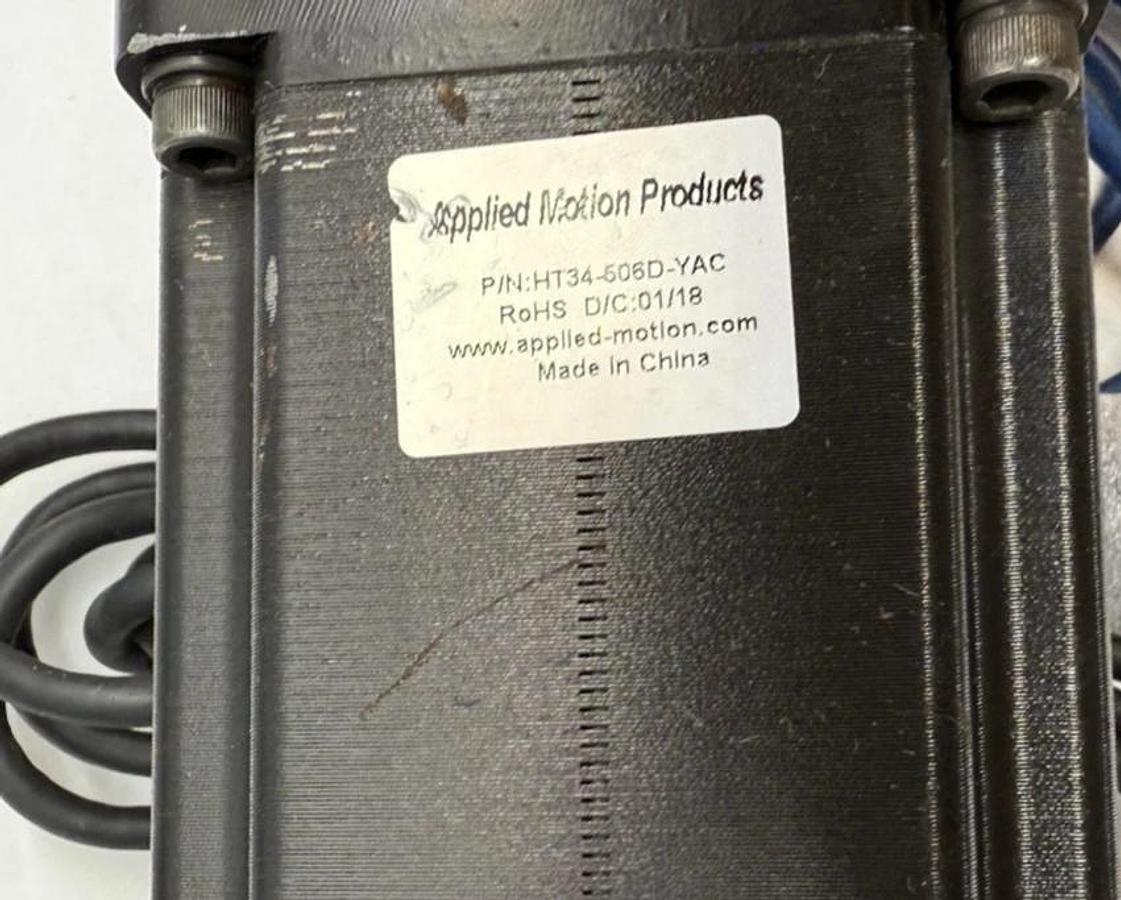 Applied Motion Products
P/N:HT34-506D-YAC
RoHS D/C:01/18
www.applied-motion.com
Made in China